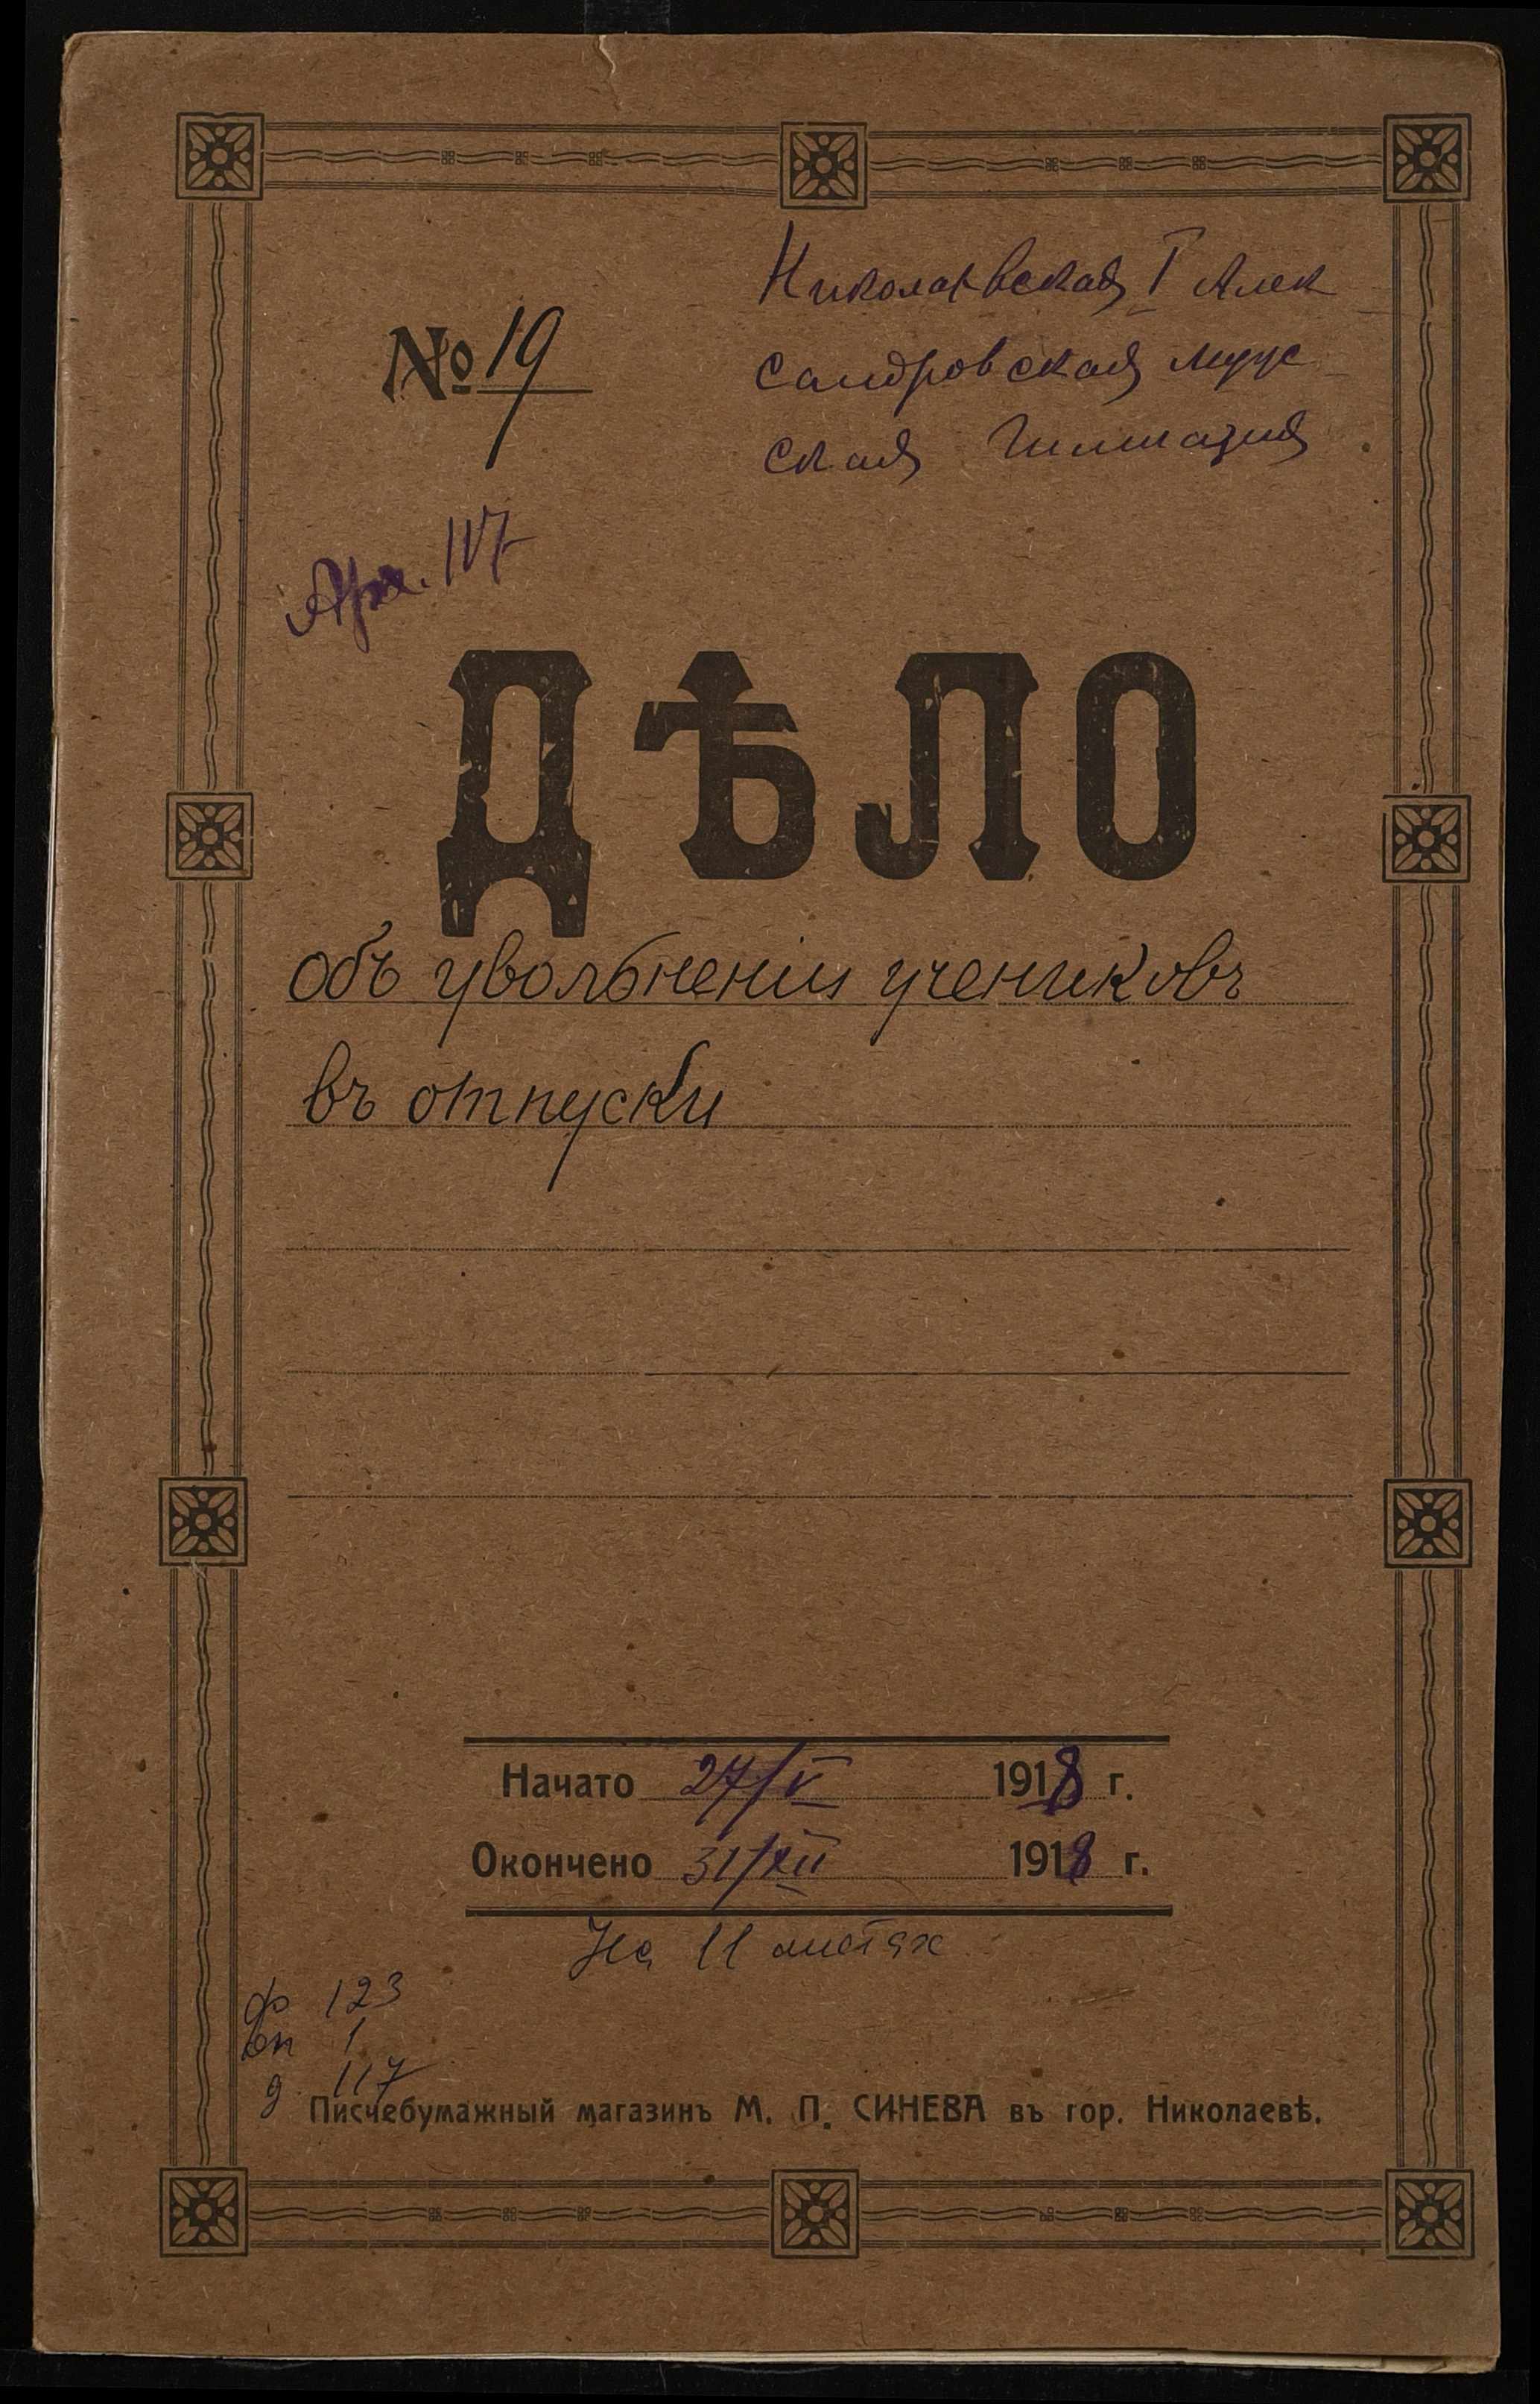 Николаевская I Алек
№ 19
сандровская муж
ская Гимназия
Арх. 117
ДѢЛО
объ увольненіи учениковъ
въ отпуски
Начато 27/V 1918 г.
Окончено 31/XII 1918 г.
На 11 листах
ф 123
оп 1
д. 117
Писчебумажный магазинъ М. П. СИНЕВА въ гор. Николаевѣ.